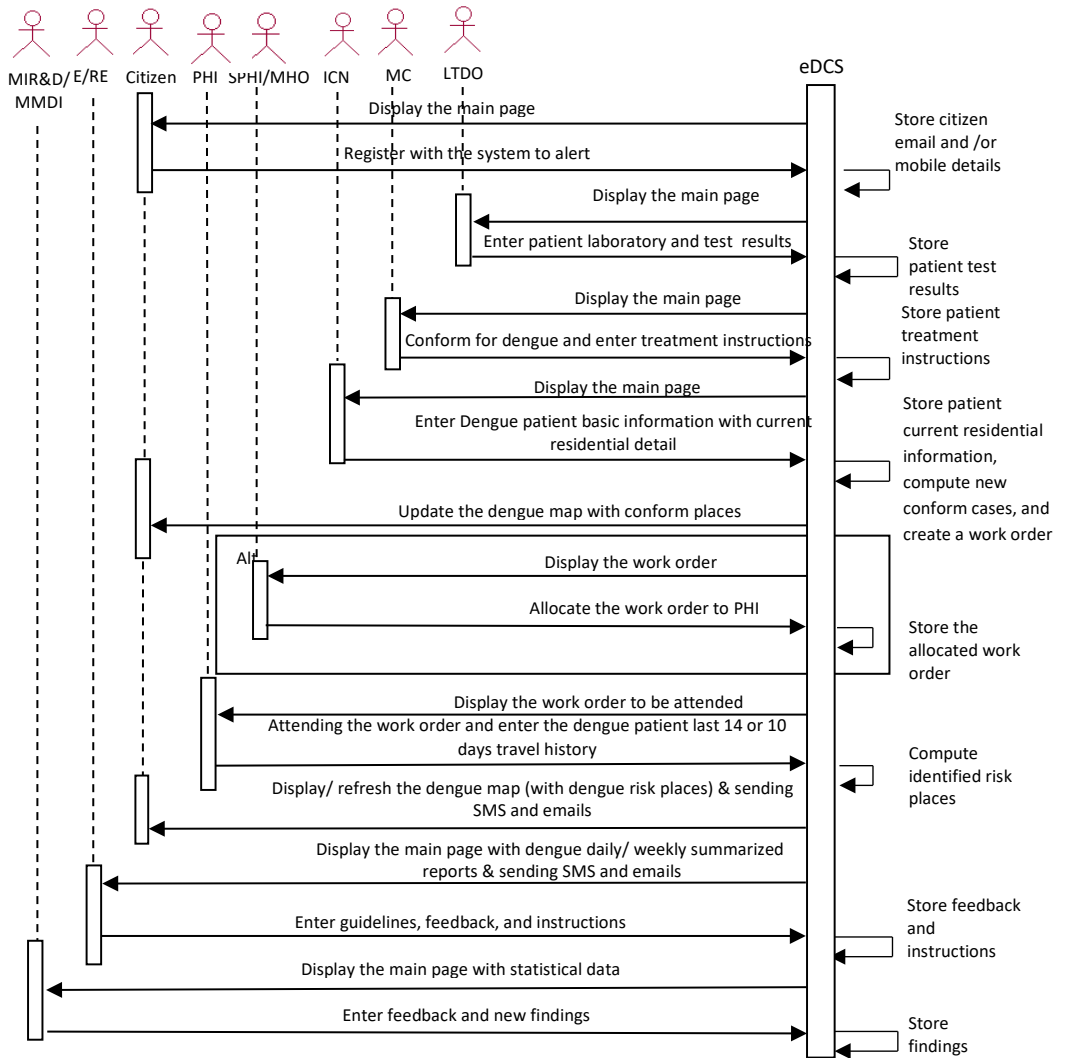 MIR&D/
MMDI
E/RE
Citizen
PHI
SPHI/MHO
ICN
MC
LTDO
eDCS
Display the main page
Store citizen
email and /or
mobile details
Register with the system to alert
Display the main page
Enter patient laboratory and test results
Store
patient test
results
Display the main page
Store patient
treatment
instructions
Conform for dengue and enter treatment instructions
Display the main page
Enter Dengue patient basic information with current
residential detail
Store patient
current residential
information,
compute new
conform cases, and
create a work order
Update the dengue map with conform places
Alt
Display the work order
Allocate the work order to PHI
Store the
allocated work
order
Display the work order to be attended
Attending the work order and enter the dengue patient last 14 or 10
days travel history
Compute
identified risk
places
Display/ refresh the dengue map (with dengue risk places) & sending
SMS and emails
Display the main page with dengue daily/ weekly summarized
reports & sending SMS and emails
Enter guidelines, feedback, and instructions
Store feedback
and
instructions
Display the main page with statistical data
Enter feedback and new findings
Store
findings